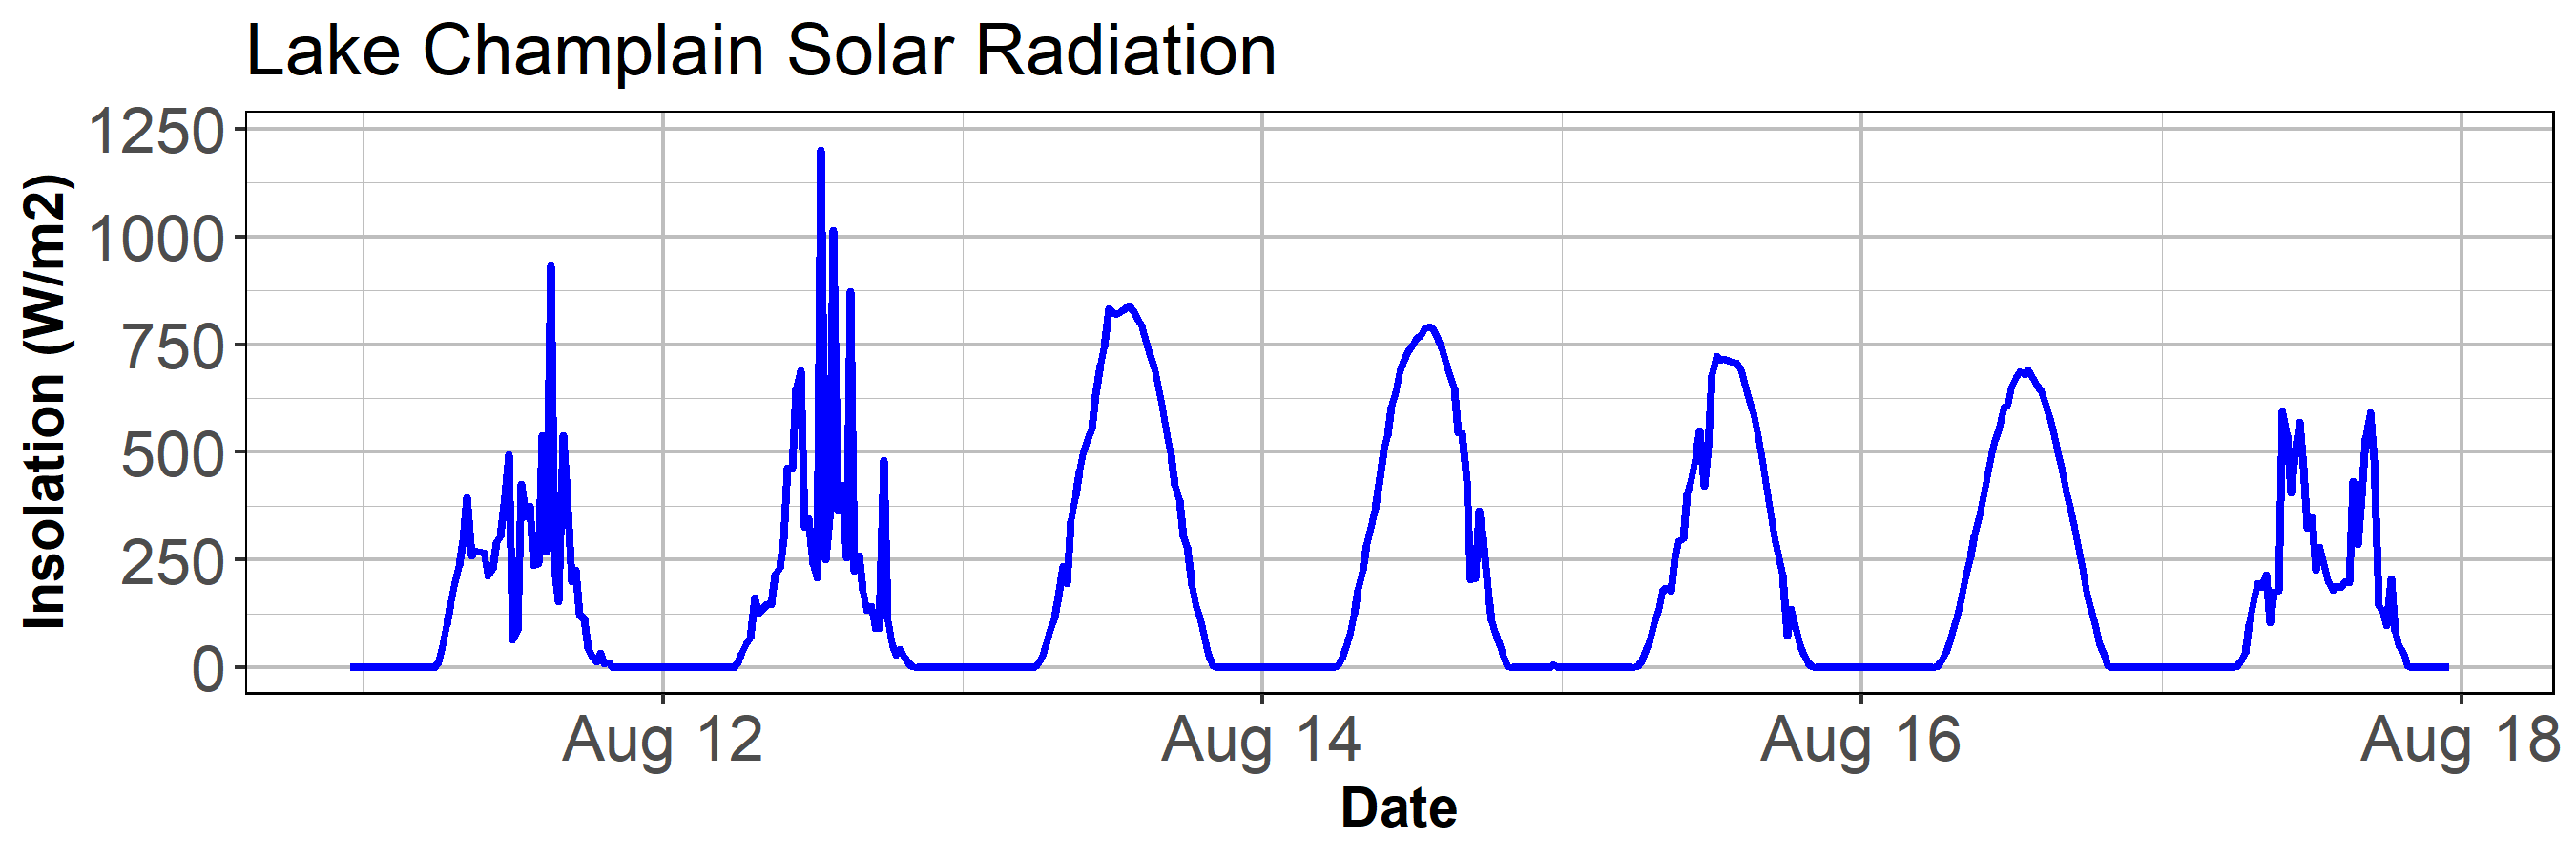 Lake Champlain Solar Radiation
Insolation (W/m2)
1250
1000
750
500
250
0
Aug 12 Aug 14 Aug 16 Aug 18
Date